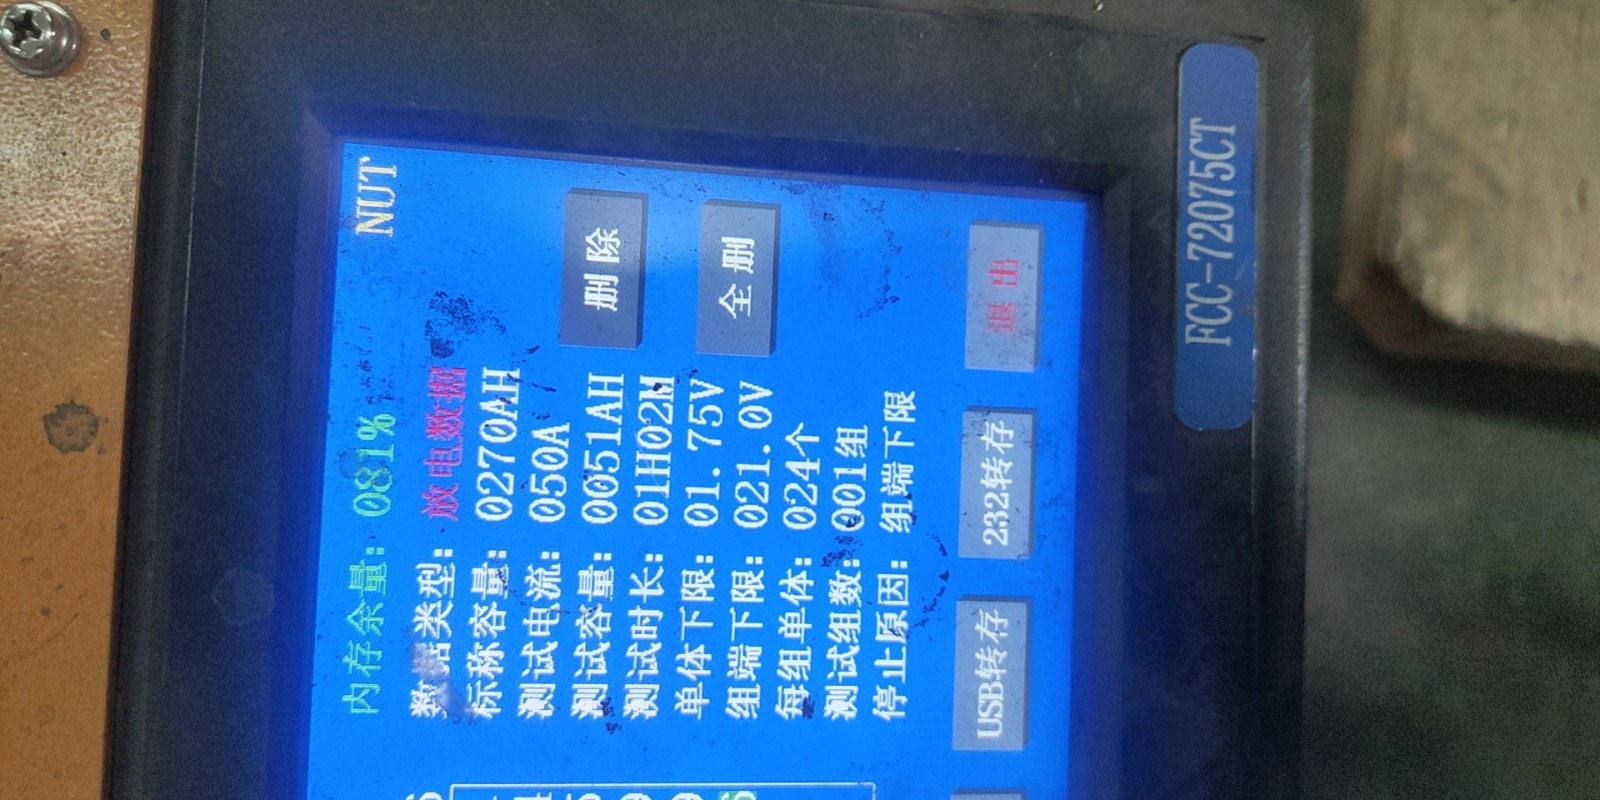 内存余量: 081%
NUT
数据类型: 放电数据
标称容量: 0270AH
测试电流: 050A
测试容量: 0051AH
测试时长: 01H02M
单体下限: 01.75V
组端下限: 021.0V
每组单体: 024个
测试组数: 001组
停止原因: 组端下限
删除
全删
USB转存
232转存
退出
FCC-72075CT